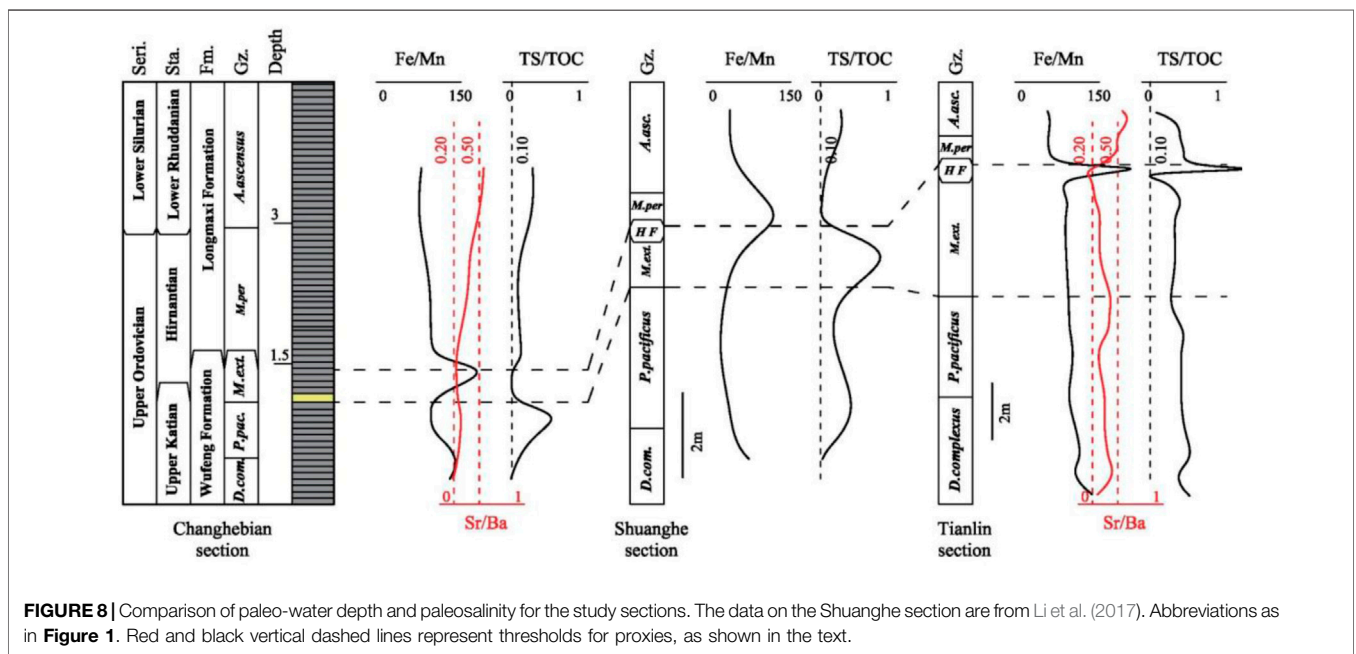 Seri.
Sta.
Fm.
Gz.
Depth
Fe/Mn
TS/TOC
Gz.
Fe/Mn
TS/TOC
Gz.
Fe/Mn
TS/TOC
0 150 0 1
0 150 0 1
0 150 0 1
Lower Silurian
Upper Ordovician
Lower Rhuddanian
Hirnantian
Upper Katian
Longmaxi Formation
Wufeng Formation
A.ascensus
M.per
M.ext.
P.pac.
D.com.
3
1.5
0.20
0.50
0.10
0 1
Sr/Ba
Changhebian
section
A.asc.
M.per
H F
M.ext.
P.pacificus
D.com.
2m
0.10
Shuanghe
section
A.asc.
M.per
H F
M.ext.
P.pacificus
D.complexus
2m
0.20
0.50
0.10
0 1
Sr/Ba
Tianlin
section
FIGURE 8 | Comparison of paleo-water depth and paleosalinity for the study sections. The data on the Shuanghe section are from Li et al. (2017). Abbreviations as
in Figure 1. Red and black vertical dashed lines represent thresholds for proxies, as shown in the text.